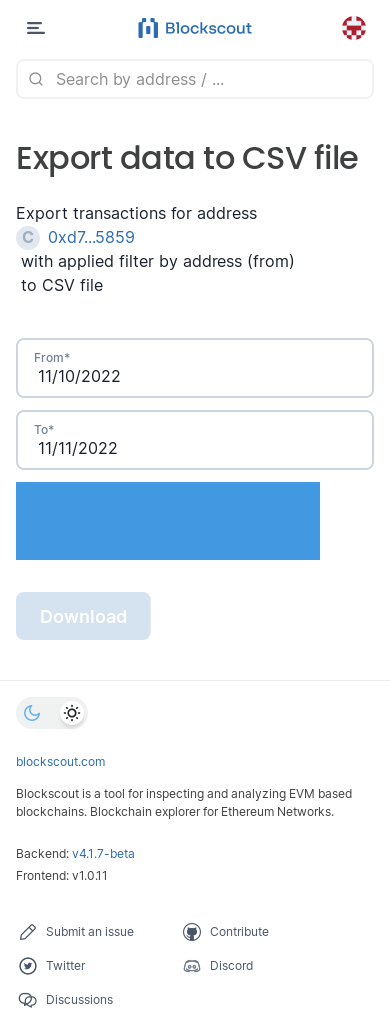 Blockscout
Search by address / ...
Export data to CSV file
Export transactions for address
C 0xd7...5859
with applied filter by address (from)
to CSV file
From*
11/10/2022
To*
11/11/2022
Download
blockscout.com
Blockscout is a tool for inspecting and analyzing EVM based
blockchains. Blockchain explorer for Ethereum Networks.
Backend: v4.1.7-beta
Frontend: v1.0.11
Submit an issue
Contribute
Twitter
Discord
Discussions